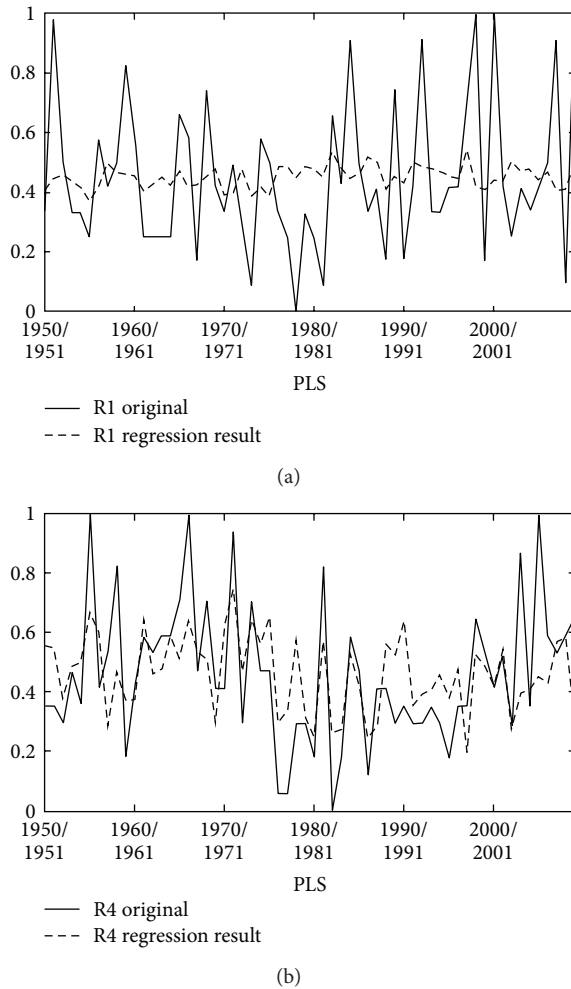 1
0.8
0.6
0.4
0.2
0
1950/ 1960/ 1970/ 1980/ 1990/ 2000/
1951 1961 1971 1981 1991 2001
PLS
R1 original
R1 regression result
(a)
1
0.8
0.6
0.4
0.2
0
1950/ 1960/ 1970/ 1980/ 1990/ 2000/
1951 1961 1971 1981 1991 2001
PLS
R4 original
R4 regression result
(b)